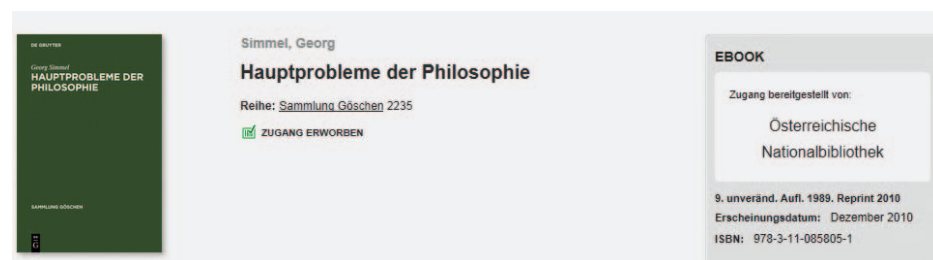 DE GRUYTER
Georg Simmel
HAUPTPROBLEME DER
PHILOSOPHIE
SAMMLUNG GÖSCHEN
Simmel, Georg
Hauptprobleme der Philosophie
Reihe: Sammlung Göschen 2235
ZUGANG ERWORBEN
EBOOK
Zugang bereitgestellt von:
Österreichische
Nationalbibliothek
9. unveränd. Aufl. 1989. Reprint 2010
Erscheinungsdatum: Dezember 2010
ISBN: 978-3-11-085805-1